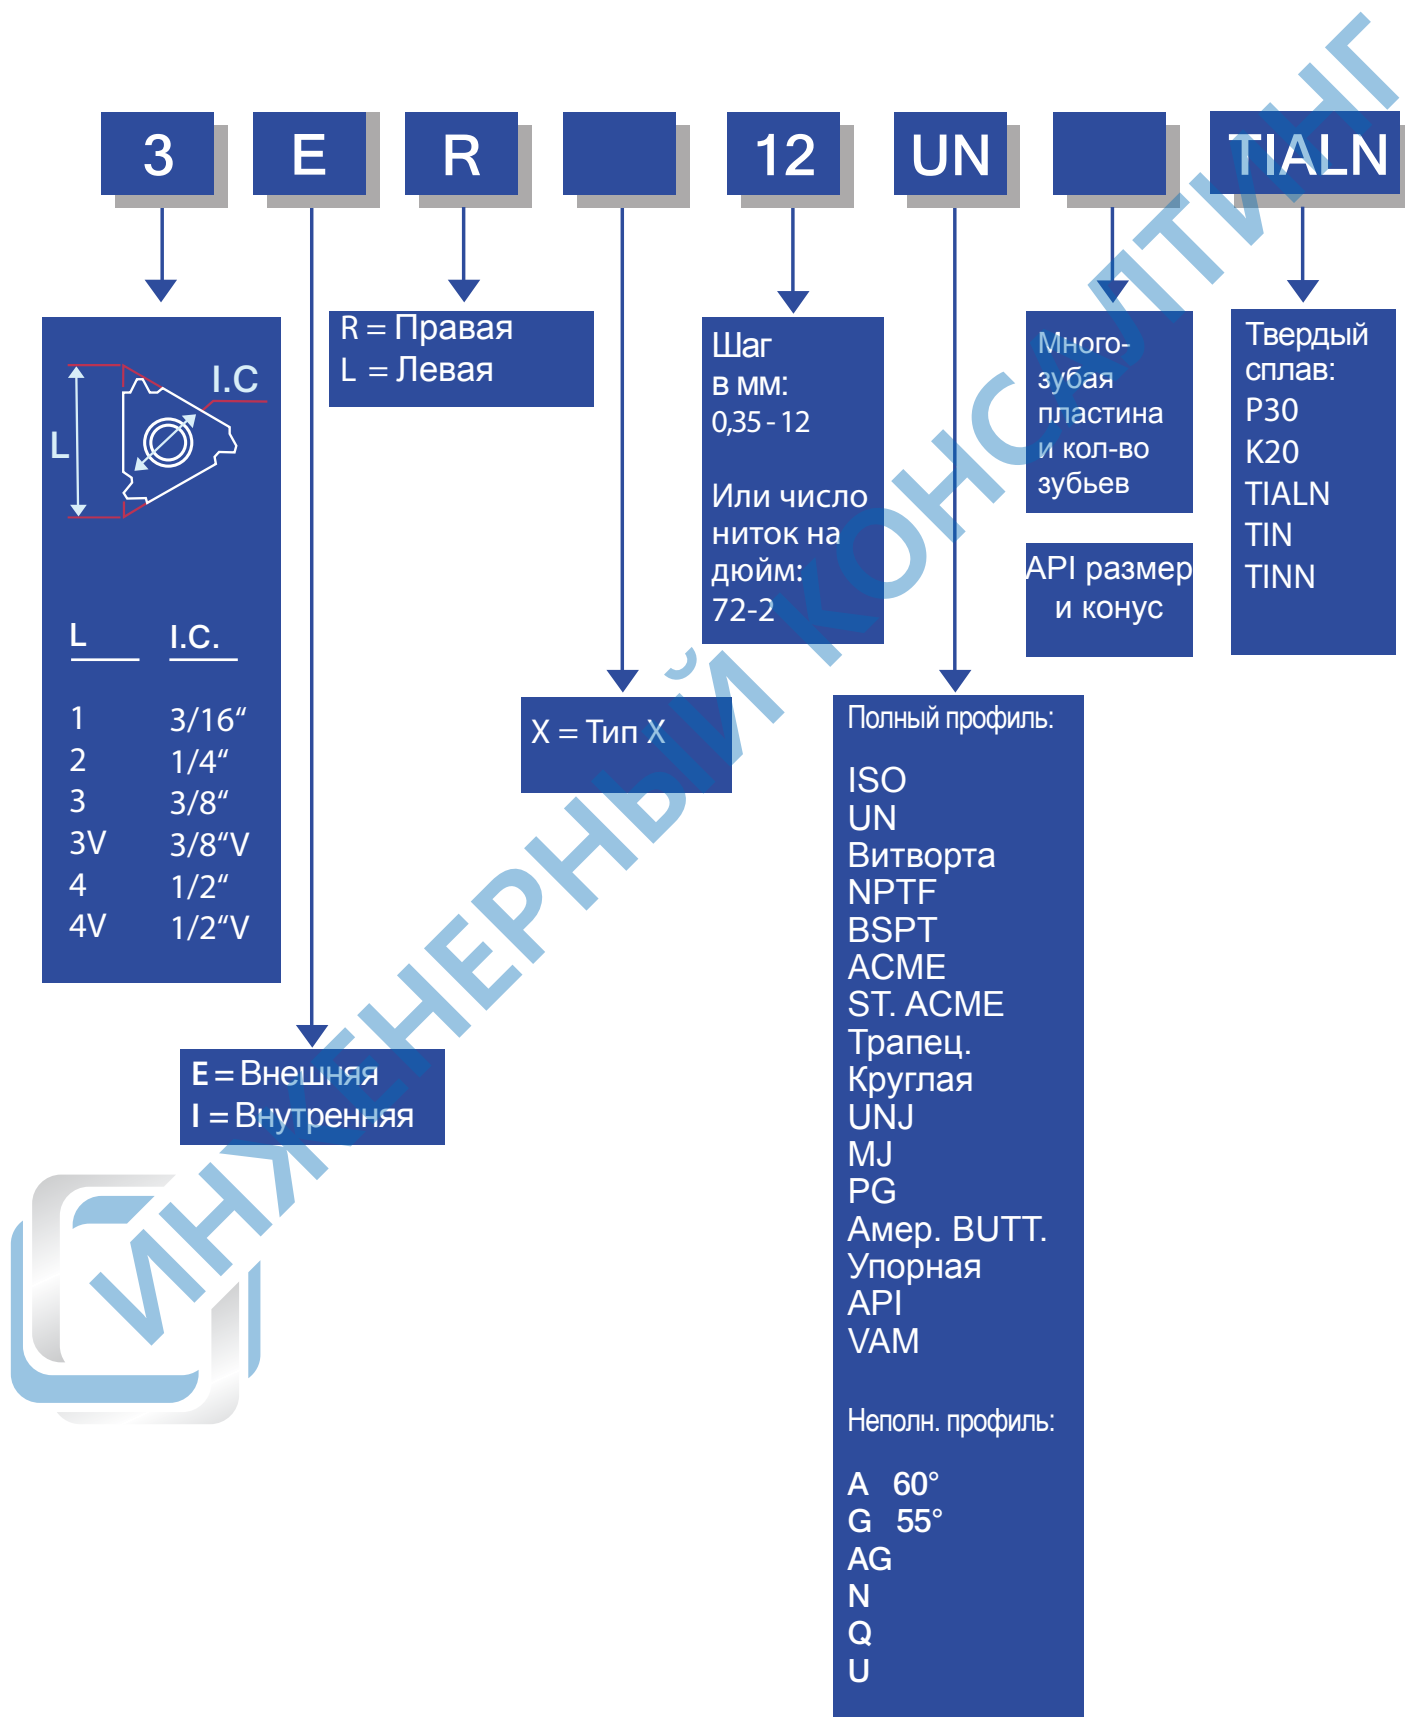 3 E R 12 UN TIALN
I.C
L
L I.C.
1 3/16“
2 1/4“
3 3/8“
3V 3/8“V
4 1/2“
4V 1/2“V
E = Внешняя
I = Внутренняя
R = Правая
L = Левая
X = Тип X
Шаг
в мм:
0,35 - 12
Или число
ниток на
дюйм:
72-2
Полный профиль:
ISO
UN
Витворта
NPTF
BSPT
ACME
ST. ACME
Трапец.
Круглая
UNJ
MJ
PG
Амер. BUTT.
Упорная
API
VAM
Неполн. профиль:
A 60°
G 55°
AG
N
Q
U
Много-
зубая
пластина
и кол-во
зубьев
API размер
и конус
Твердый
сплав:
P30
K20
TIALN
TIN
TINN
ИНЖЕНЕРНЫЙ КОНСАЛТИНГ